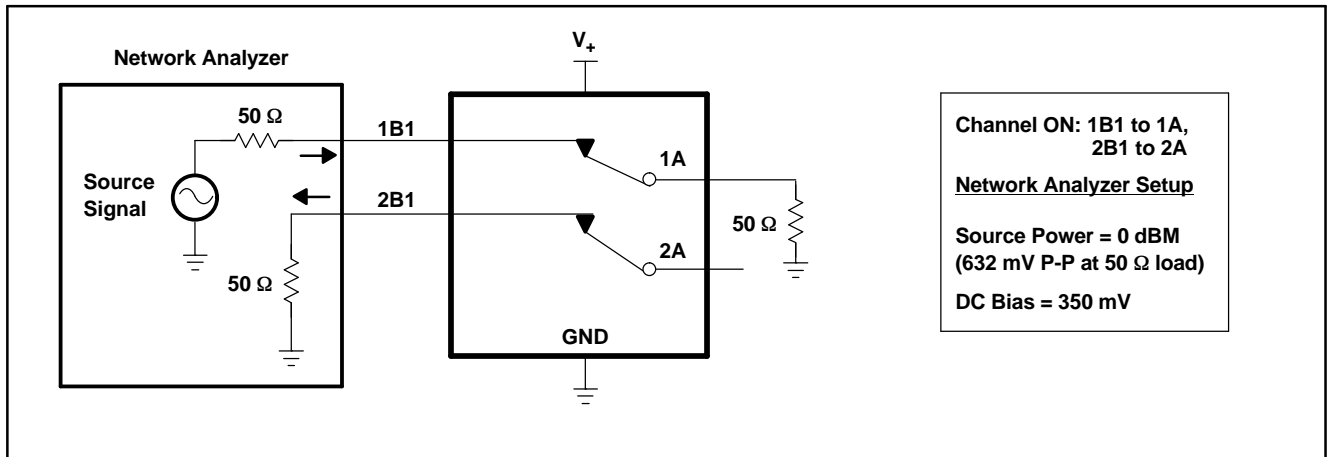 Network Analyzer
50 Ω
Source
Signal
50 Ω
1B1
2B1
V+
1A
2A
GND
50 Ω
Channel ON: 1B1 to 1A,
2B1 to 2A
Network Analyzer Setup
Source Power = 0 dBM
(632 mV P-P at 50 Ω load)
DC Bias = 350 mV